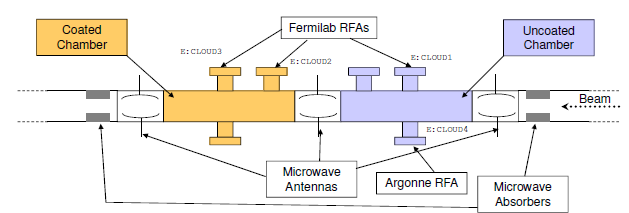 Coated
Chamber
Fermilab RFAs
Uncoated
Chamber
E:CLOUD3
E:CLOUD2
E:CLOUD1
Beam
E:CLOUD4
Microwave
Antennas
Argonne RFA
Microwave
Absorbers